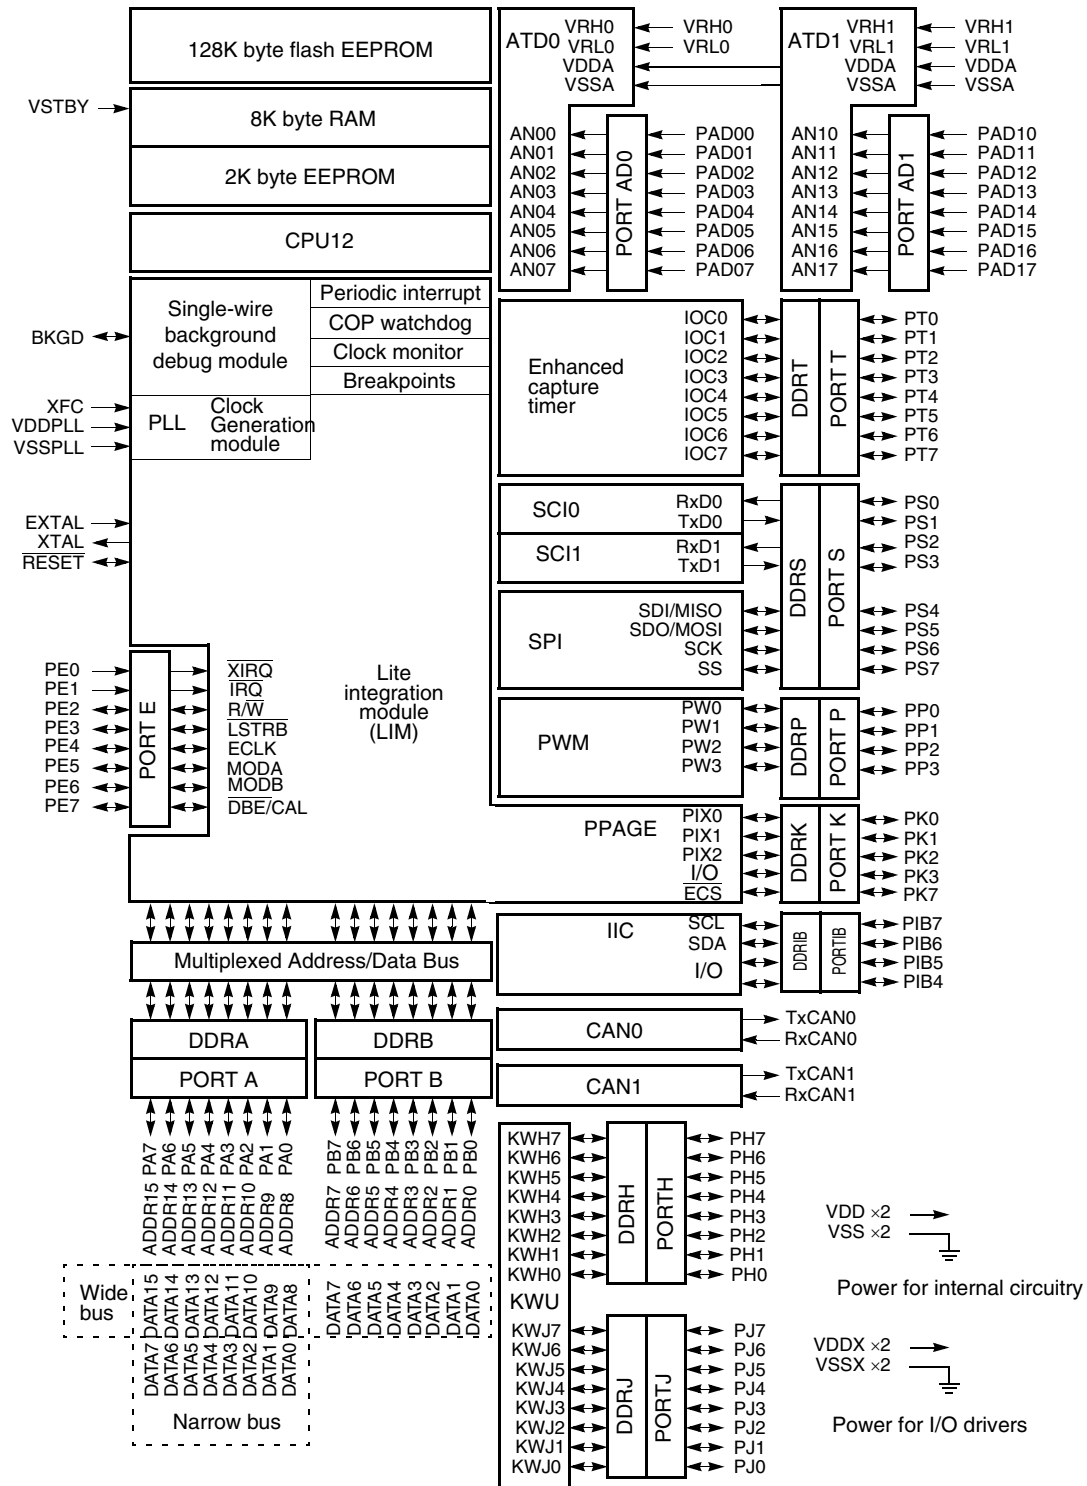 128K byte flash EEPROM
VSTBY
8K byte RAM
2K byte EEPROM
CPU12
Single-wire
background
debug module
Periodic interrupt
COP watchdog
Clock monitor
Breakpoints
BKGD
XFC
VDDPLL
VSSPLL
PLL
Clock
Generation
module
EXTAL
XTAL
RESET
PE0
PE1
PE2
PE3
PE4
PE5
PE6
PE7
PORT E
XIRQ
IRQ
R/W
LSTRB
ECLK
MODA
MODB
DBE/CAL
Lite
integration
module
(LIM)
Multiplexed Address/Data Bus
DDRA
PORT A
DDRB
PORT B
PA7
PA6
PA5
PA4
PA3
PA2
PA1
PA0
PB7
PB6
PB5
PB4
PB3
PB2
PB1
PB0
ADDR15
ADDR14
ADDR13
ADDR12
ADDR11
ADDR10
ADDR9
ADDR8
ADDR7
ADDR6
ADDR5
ADDR4
ADDR3
ADDR2
ADDR1
ADDR0
Wide
bus
DATA15
DATA14
DATA13
DATA12
DATA11
DATA10
DATA9
DATA8
DATA7
DATA6
DATA5
DATA4
DATA3
DATA2
DATA1
DATA0
DATA7
DATA6
DATA5
DATA4
DATA3
DATA2
DATA1
DATA0
Narrow bus
ATD0
VRH0
VRL0
VDDA
VSSA
VRH0
VRL0
AN00
AN01
AN02
AN03
AN04
AN05
AN06
AN07
PORT AD0
PAD00
PAD01
PAD02
PAD03
PAD04
PAD05
PAD06
PAD07
ATD1
VRH1
VRL1
VDDA
VSSA
VRH1
VRL1
VDDA
VSSA
AN10
AN11
AN12
AN13
AN14
AN15
AN16
AN17
PORT AD1
PAD10
PAD11
PAD12
PAD13
PAD14
PAD15
PAD16
PAD17
Enhanced
capture
timer
IOC0
IOC1
IOC2
IOC3
IOC4
IOC5
IOC6
IOC7
DDRT
PORT T
PT0
PT1
PT2
PT3
PT4
PT5
PT6
PT7
SCI0
RxD0
TxD0
SCI1
RxD1
TxD1
SPI
SDI/MISO
SDO/MOSI
SCK
SS
DDRS
PORT S
PS0
PS1
PS2
PS3
PS4
PS5
PS6
PS7
PWM
PW0
PW1
PW2
PW3
DDRP
PORT P
PP0
PP1
PP2
PP3
PPAGE
PIX0
PIX1
PIX2
I/O
ECS
DDRK
PORT K
PK0
PK1
PK2
PK3
PK7
IIC
SCL
SDA
I/O
DDRIB
PORTIB
PIB7
PIB6
PIB5
PIB4
CAN0
TxCAN0
RxCAN0
CAN1
TxCAN1
RxCAN1
KWH7
KWH6
KWH5
KWH4
KWH3
KWH2
KWH1
KWH0
DDRH
PORTH
PH7
PH6
PH5
PH4
PH3
PH2
PH1
PH0
KWU
KWJ7
KWJ6
KWJ5
KWJ4
KWJ3
KWJ2
KWJ1
KWJ0
DDRJ
PORTJ
PJ7
PJ6
PJ5
PJ4
PJ3
PJ2
PJ1
PJ0
VDD ×2
VSS ×2
Power for internal circuitry
VDDX ×2
VSSX ×2
Power for I/O drivers